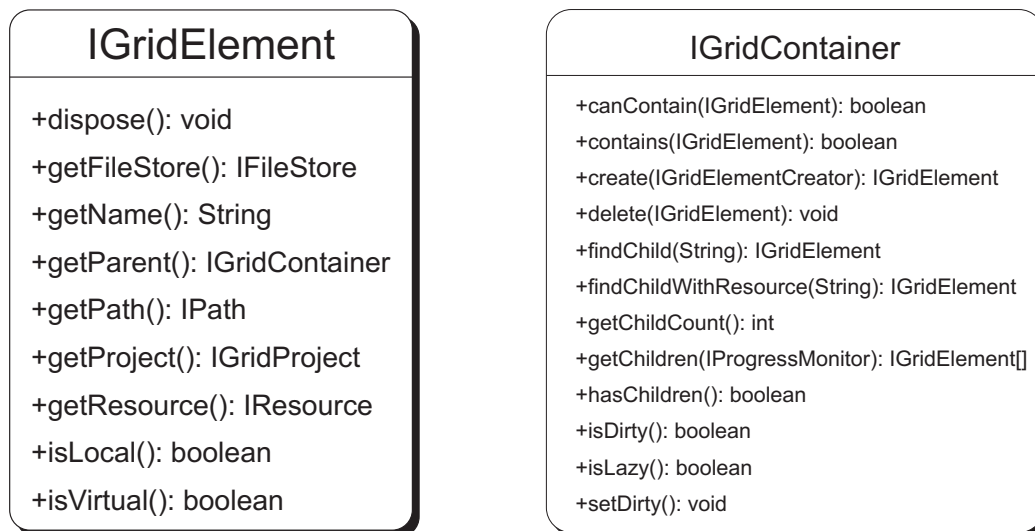 IGridElement
+dispose(): void
+getFileStore(): IFileStore
+getName(): String
+getParent(): IGridContainer
+getPath(): IPath
+getProject(): IGridProject
+getResource(): IResource
+isLocal(): boolean
+isVirtual(): boolean
IGridContainer
+canContain(IGridElement): boolean
+contains(IGridElement): boolean
+create(IGridElementCreator): IGridElement
+delete(IGridElement): void
+findChild(String): IGridElement
+findChildWithResource(String): IGridElement
+getChildCount(): int
+getChildren(IProgressMonitor): IGridElement[]
+hasChildren(): boolean
+isDirty(): boolean
+isLazy(): boolean
+setDirty(): void